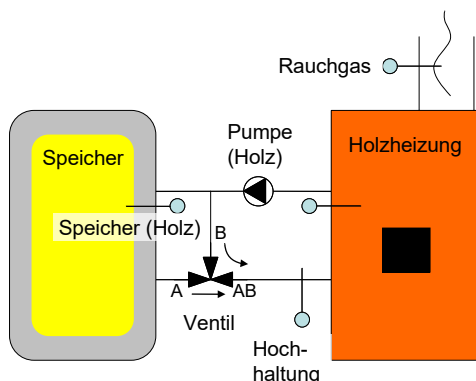 Rauchgas
Speicher
Pumpe
(Holz)
Holzheizung
Speicher (Holz)
B
A
AB
Ventil
Hoch-
haltung